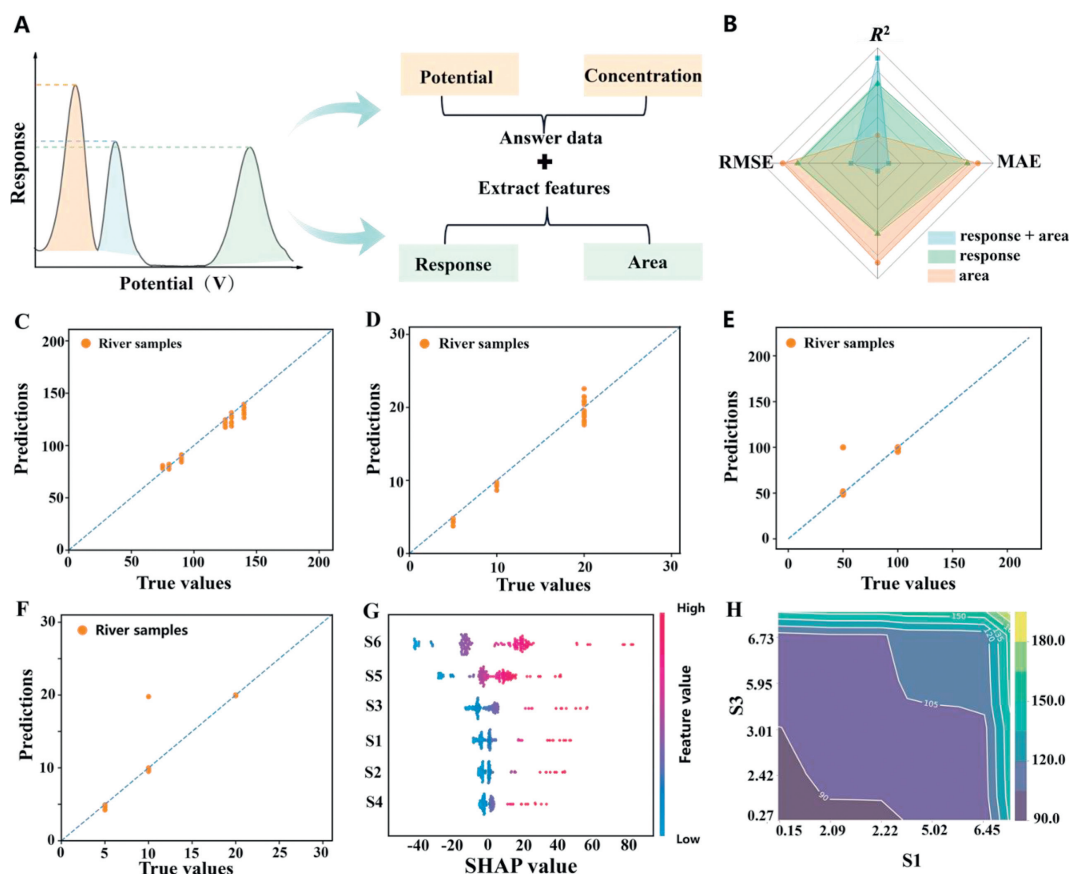 A
Response
Potential (V)
Potential
Concentration
Answer data
+
Extract features
Response
Area
B
R²
RMSE
MAE
response + area
response
area
C
River samples
Predictions
200
150
100
50
0
50
100
150
200
True values
D
River samples
Predictions
30
20
10
0
0
10
20
30
True values
E
River samples
Predictions
200
150
100
50
0
0
50
100
150
200
True values
F
River samples
Predictions
30
20
10
0
0
5
10
15
20
25
30
True values
G
S6
S5
S3
S1
S2
S4
-40
-20
0
20
40
60
80
SHAP value
High
Feature value
Low
H
S3
6.73
5.95
3.01
2.42
0.27
0.15
2.09
2.22
5.02
6.45
S1
90
105
120
135
150
180.0
150.0
120.0
90.0